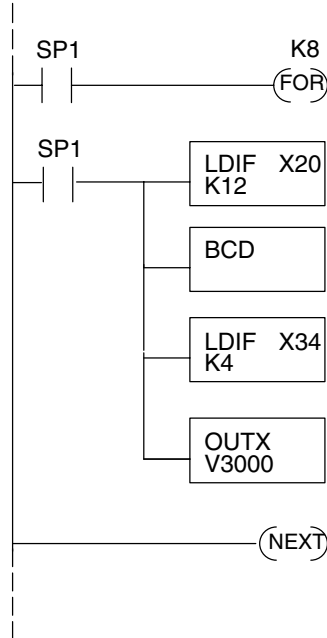 SP1
K8
FOR
SP1
LDIF X20
K12
BCD
LDIF X34
K4
OUTX
V3000
NEXT